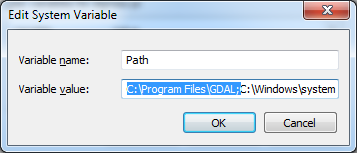 Edit System Variable
Variable name: Path
Variable value: C:\Program Files\GDAL;C:\Windows\system
OK Cancel